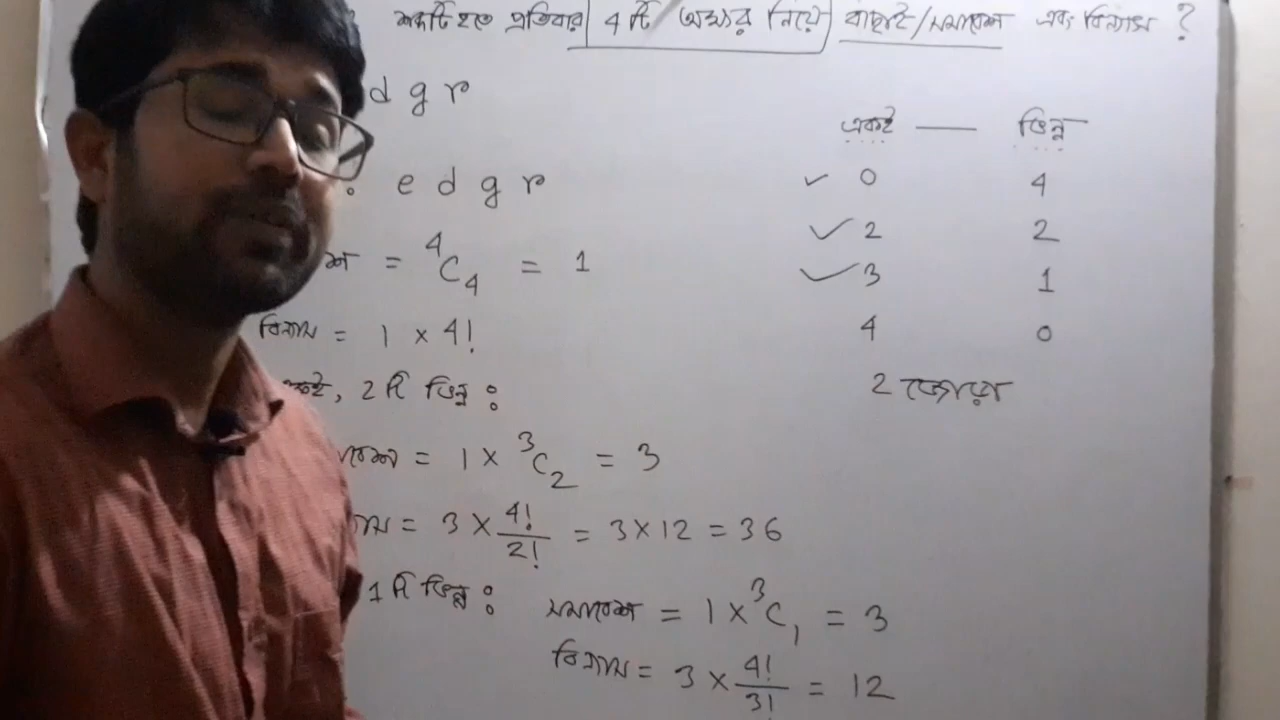 শব্দটি হতে প্রতিবার 4 টি অক্ষর নিয়ে বাছাই/সমাবেশ এবং বিন্যাস ?
d g r
একই — ভিন্ন
✓ 0 4
: e d g r
✓ 2 2
= ⁴C₄ = 1
✓ 3 1
বিন্যাস = 1 × 4!
4 0
একই, 2 টি ভিন্ন :
2 জোড়া
সমাবেশ = 1 × ³C₂ = 3
= 3 × 4!/2! = 3 × 12 = 36
1 টি ভিন্ন :
সমাবেশ = 1 × ³C₁ = 3
বিন্যাস = 3 × 4!/3! = 12